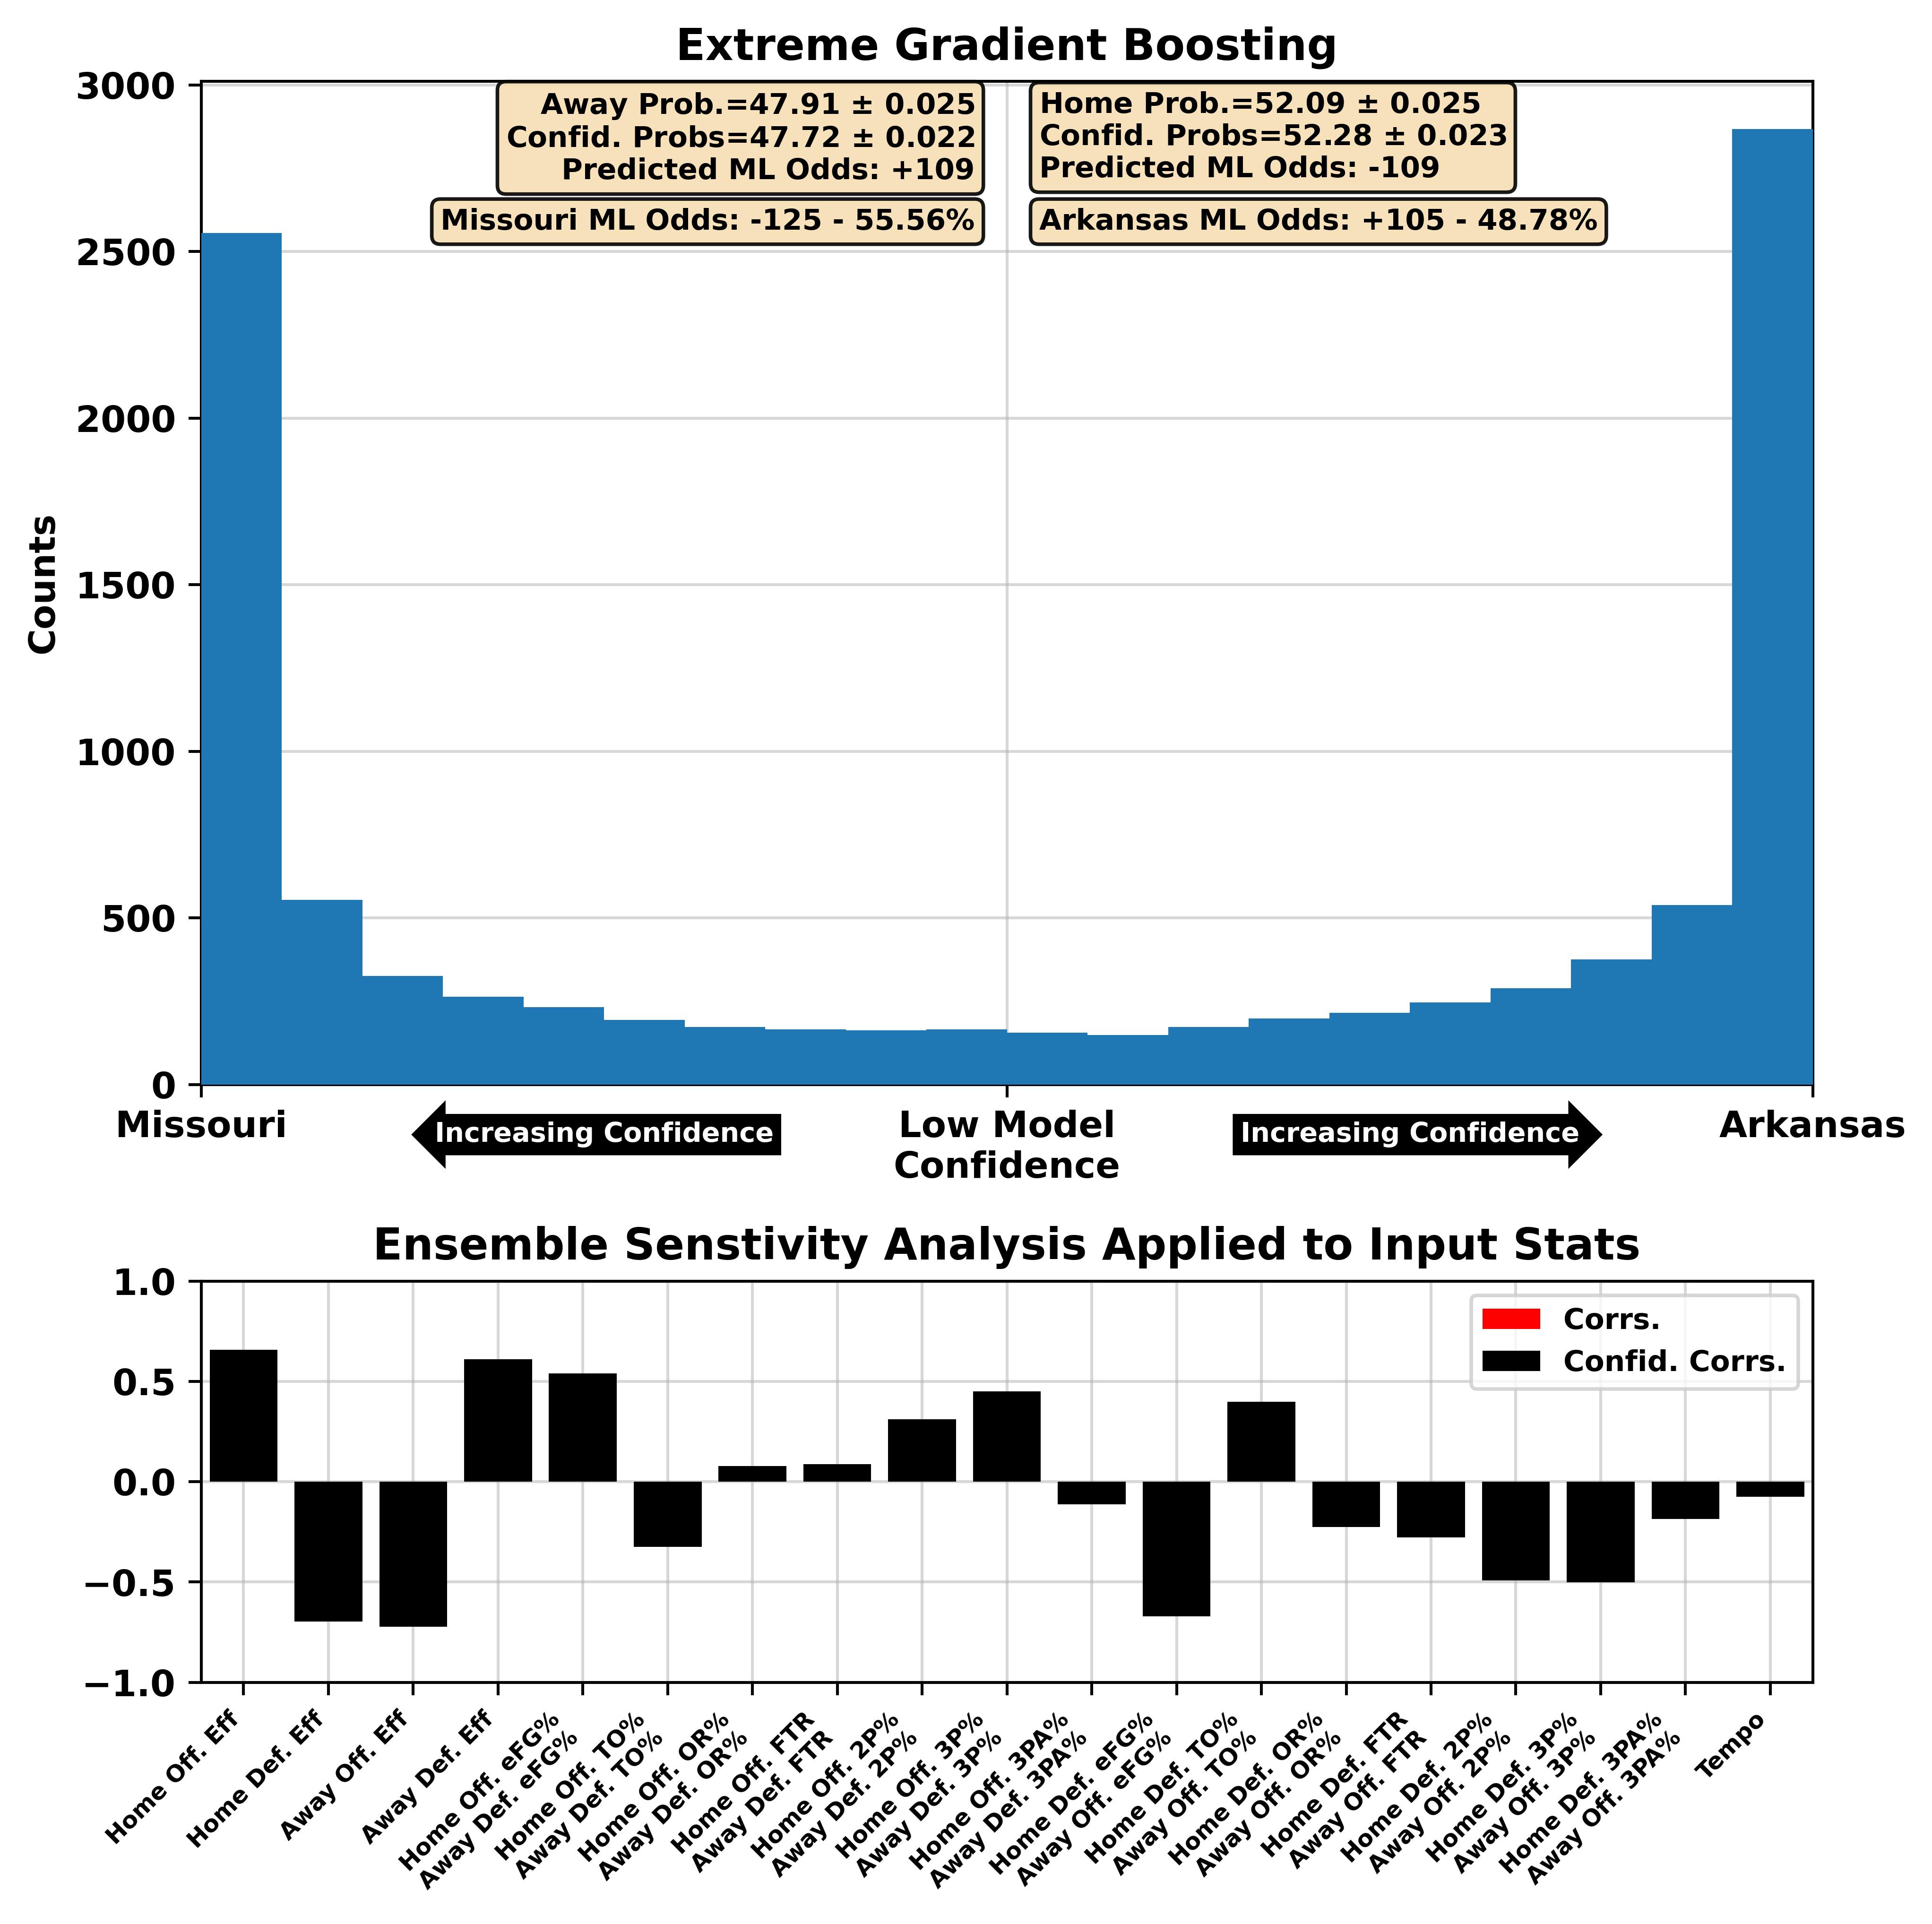 Extreme Gradient Boosting
3000
2500
2000
1500
1000
500
0
Counts
Away Prob.=47.91 ± 0.025
Confid. Probs=47.72 ± 0.022
Predicted ML Odds: +109
Missouri ML Odds: -125 - 55.56%
Home Prob.=52.09 ± 0.025
Confid. Probs=52.28 ± 0.023
Predicted ML Odds: -109
Arkansas ML Odds: +105 - 48.78%
Missouri
Increasing Confidence
Low Model
Confidence
Increasing Confidence
Arkansas
Ensemble Senstivity Analysis Applied to Input Stats
1.0
0.5
0.0
−0.5
−1.0
Corrs.
Confid. Corrs.
Home Off. Eff
Home Def. Eff
Away Off. Eff
Away Def. Eff
Home Off. eFG%
Away Def. eFG%
Home Off. TO%
Away Def. TO%
Home Off. OR%
Away Def. OR%
Home Off. FTR
Away Def. FTR
Home Off. 2P%
Away Def. 2P%
Home Off. 3P%
Away Def. 3P%
Home Off. 3PA%
Away Def. 3PA%
Home Def. eFG%
Away Off. eFG%
Home Def. TO%
Away Off. TO%
Home Def. OR%
Away Off. OR%
Home Def. FTR
Away Off. FTR
Home Def. 2P%
Away Off. 2P%
Home Def. 3P%
Away Off. 3P%
Home Def. 3PA%
Away Off. 3PA%
Tempo